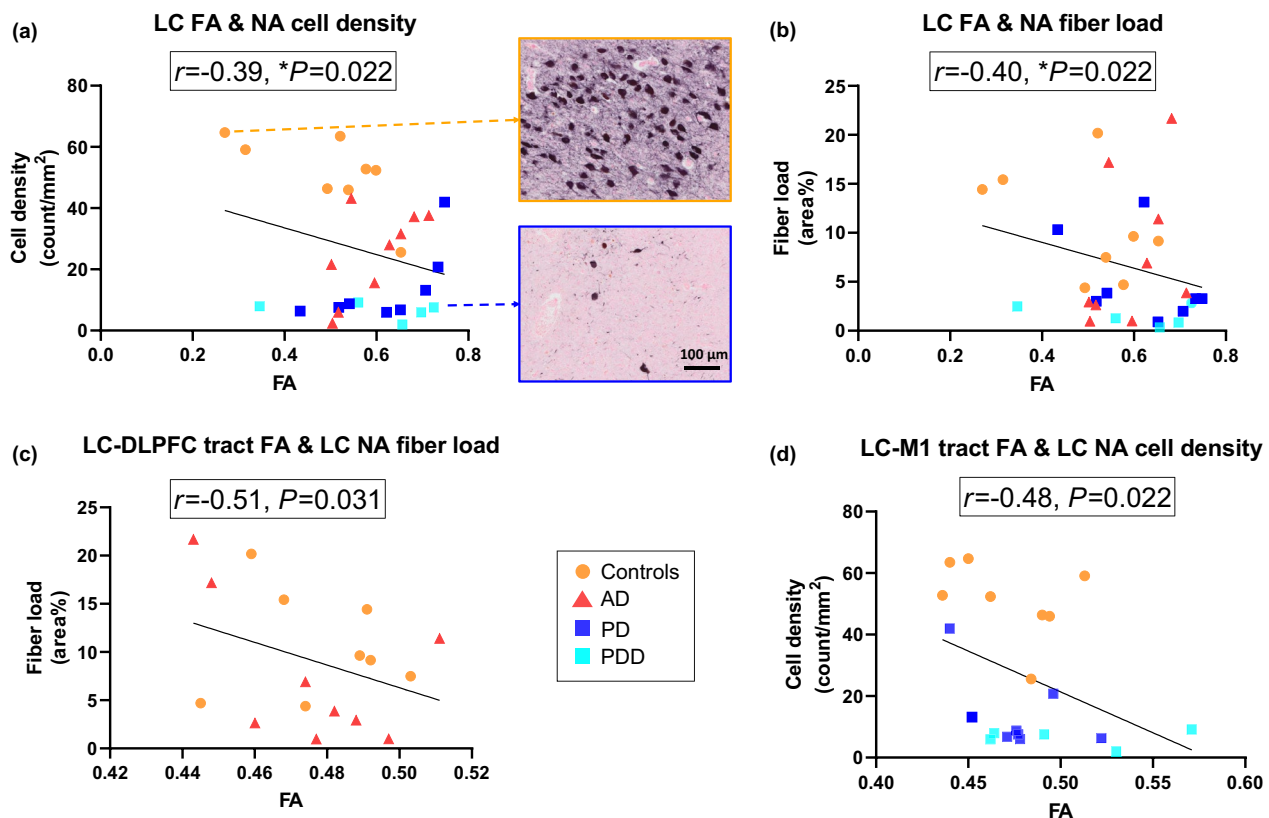 (a)
LC FA & NA cell density
r=-0.39, *P=0.022
Cell density
(count/mm²)
80
60
40
20
0
0.0
0.2
0.4
0.6
0.8
FA
100 µm
(b)
LC FA & NA fiber load
r=-0.40, *P=0.022
Fiber load
(area%)
25
20
15
10
5
0
0.0
0.2
0.4
0.6
0.8
FA
(c)
LC-DLPFC tract FA & LC NA fiber load
r=-0.51, P=0.031
Fiber load
(area%)
25
20
15
10
5
0
0.42
0.44
0.46
0.48
0.50
0.52
FA
Controls
AD
PD
PDD
(d)
LC-M1 tract FA & LC NA cell density
r=-0.48, P=0.022
Cell density
(count/mm²)
80
60
40
20
0
0.40
0.45
0.50
0.55
0.60
FA